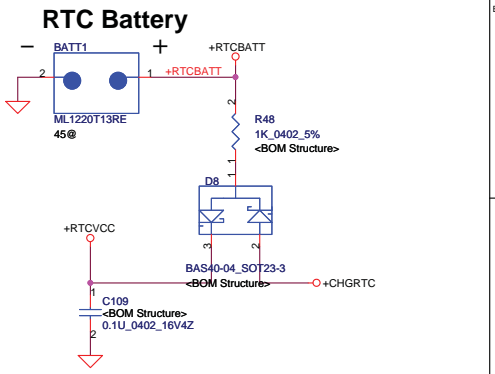 RTC Battery
− BATT1 +
+RTCBATT
2
1
+RTCBATT
ML1220T13RE
45@
2
R48
1K_0402_5%
<BOM Structure>
1
1
D8
+RTCVCC
3
2
BAS40-04_SOT23-3
<BOM Structure>
+CHGRTC
1
C109
<BOM Structure>
0.1U_0402_16V4Z
2